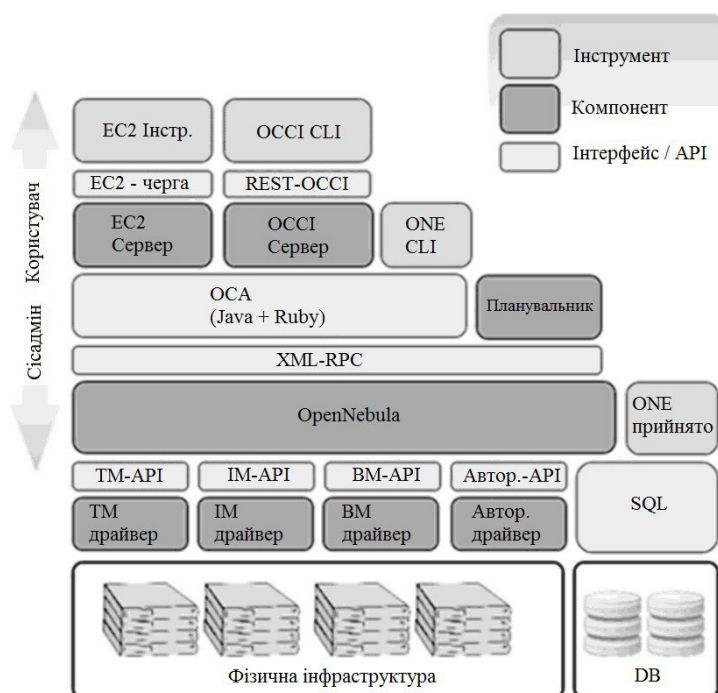 Інструмент
Компонент
Інтерфейс / API
Сісадмін Користувач
EC2 Інстр.
OCCI CLI
EC2 - черга
REST-OCCI
EC2
Сервер
OCCI
Сервер
ONE
CLI
OCA
(Java + Ruby)
Планувальник
XML-RPC
OpenNebula
ONE
прийнято
TM-API
IM-API
BM-API
Автор.-API
SQL
TM
драйвер
IM
драйвер
BM
драйвер
Автор.
драйвер
Фізична інфраструктура
DB